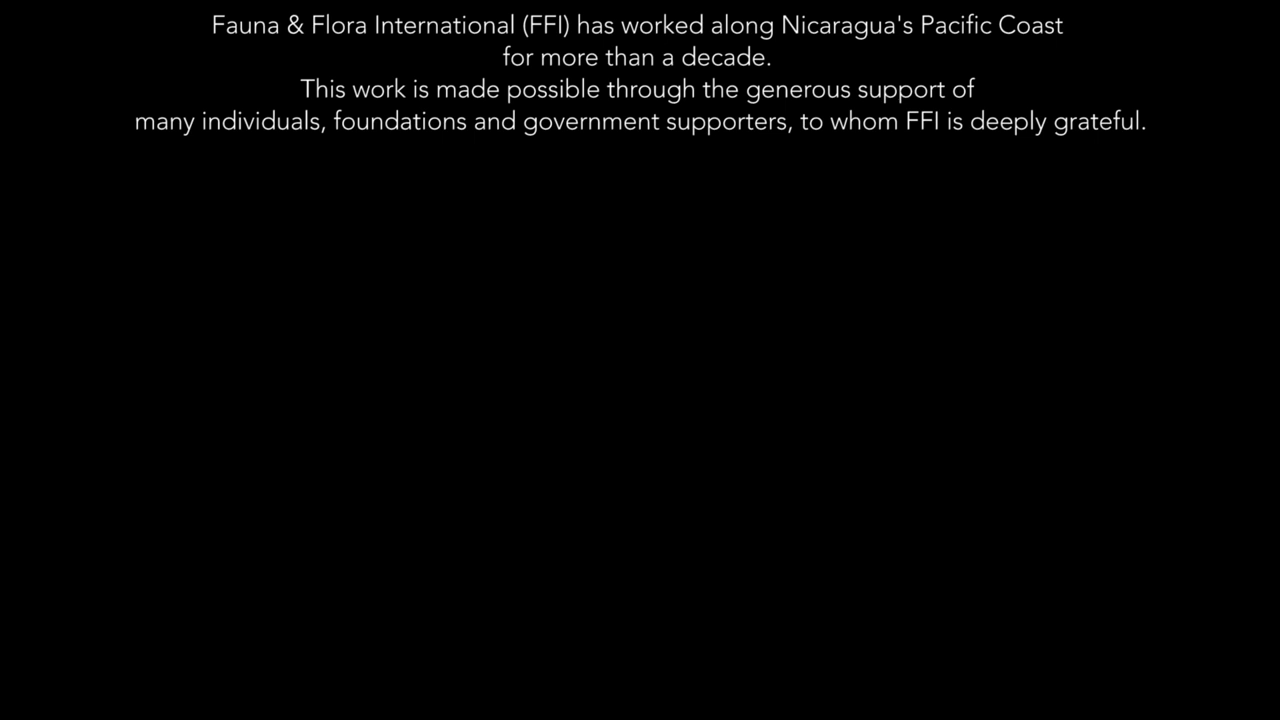 Fauna & Flora International (FFI) has worked along Nicaragua's Pacific Coast
for more than a decade.
This work is made possible through the generous support of
many individuals, foundations and government supporters, to whom FFI is deeply grateful.